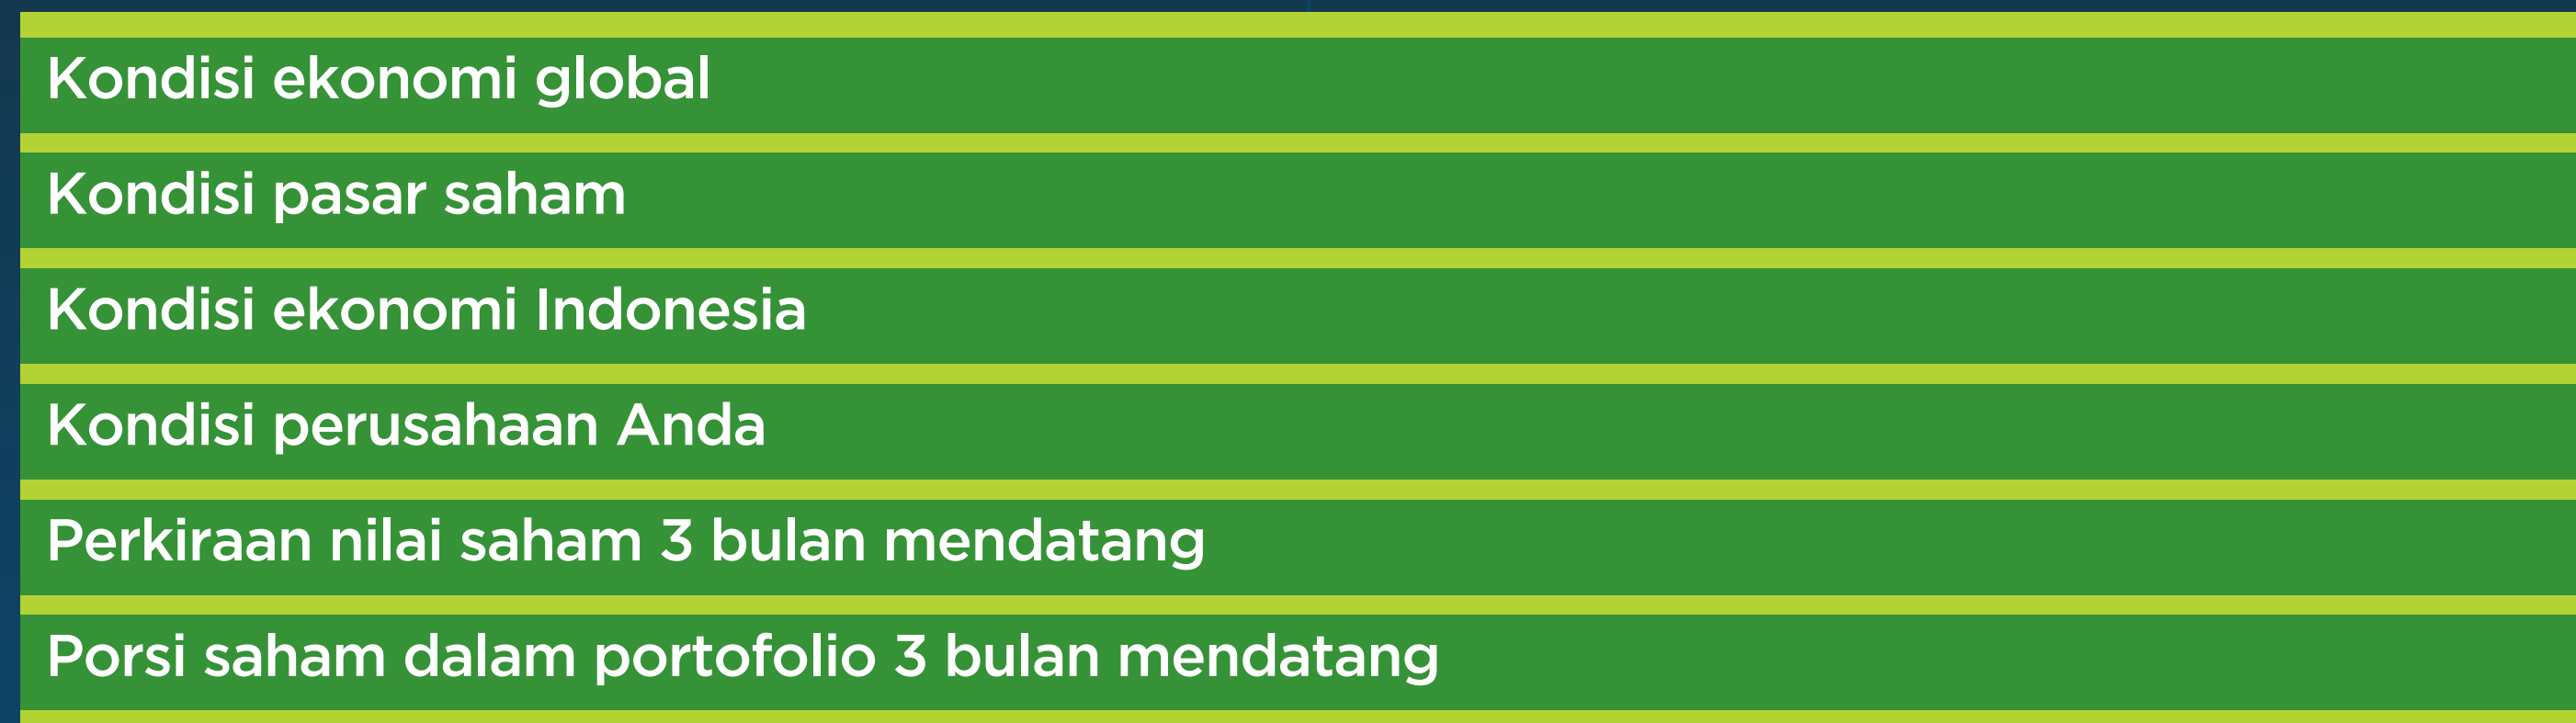 Kondisi ekonomi global
Kondisi pasar saham
Kondisi ekonomi Indonesia
Kondisi perusahaan Anda
Perkiraan nilai saham 3 bulan mendatang
Porsi saham dalam portofolio 3 bulan mendatang